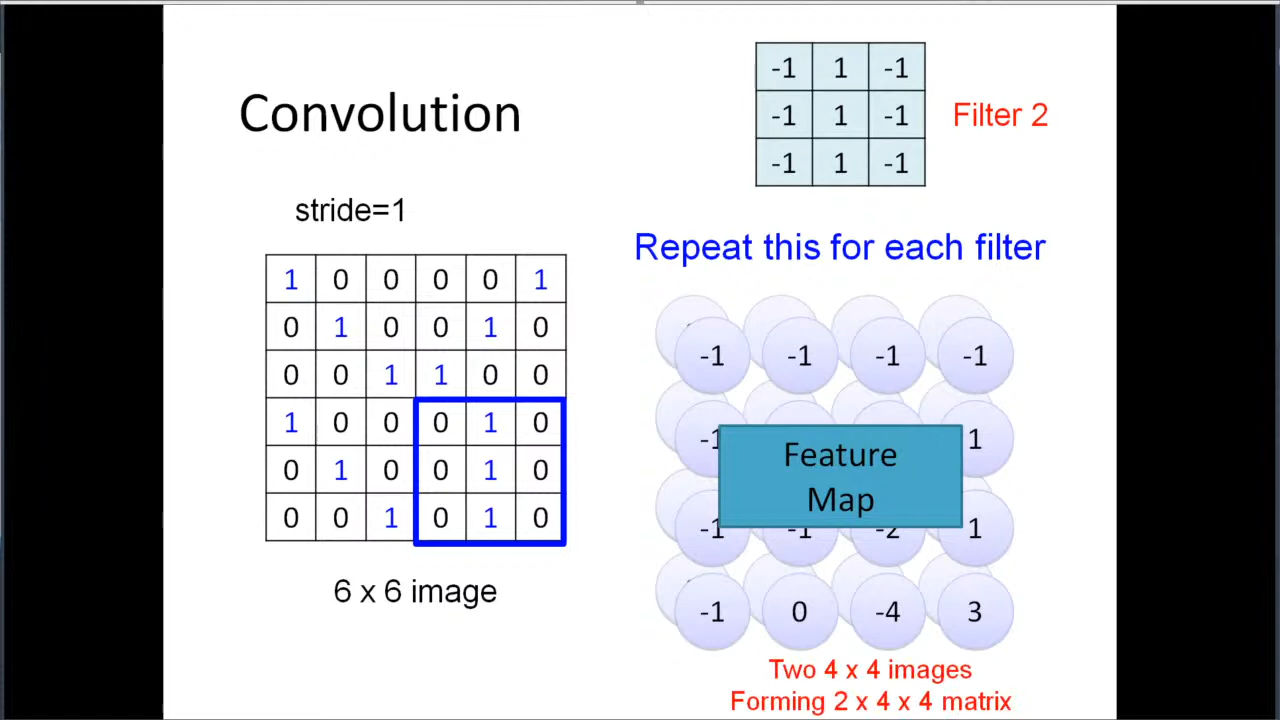 Convolution
stride=1
1 0 0 0 0 1
0 1 0 0 1 0
0 0 1 1 0 0
1 0 0 0 1 0
0 1 0 0 1 0
0 0 1 0 1 0
6 x 6 image
-1 1 -1
-1 1 -1
-1 1 -1
Filter 2
Repeat this for each filter
-1 -1 -1 -1
-1 1
Feature
Map
-1 -1 -2 1
-1 0 -4 3
Two 4 x 4 images
Forming 2 x 4 x 4 matrix